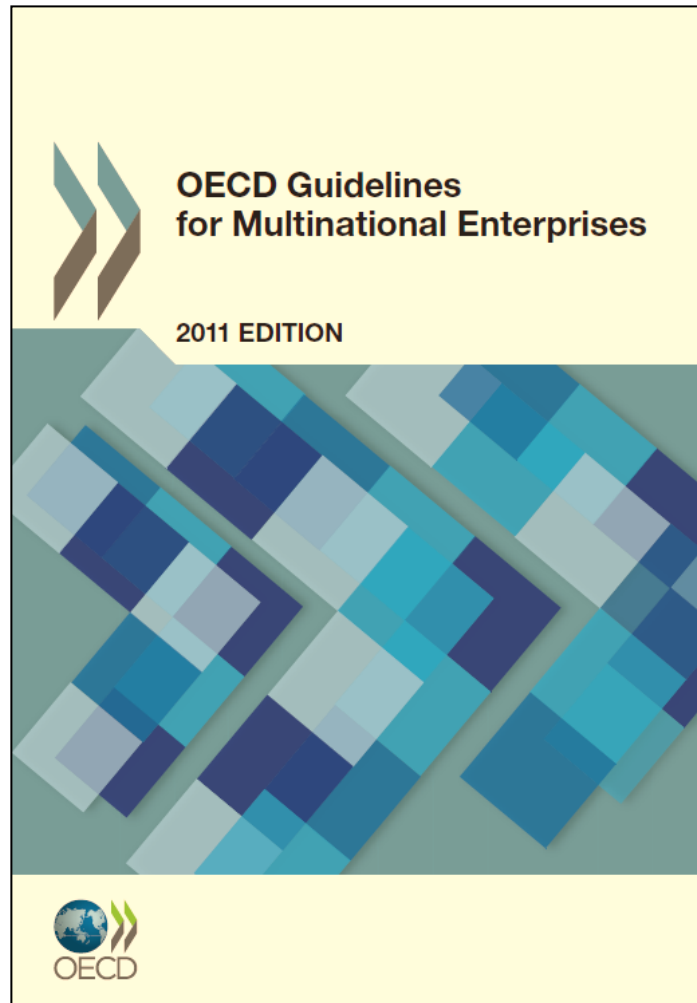 OECD Guidelines
for Multinational Enterprises
2011 EDITION
OECD